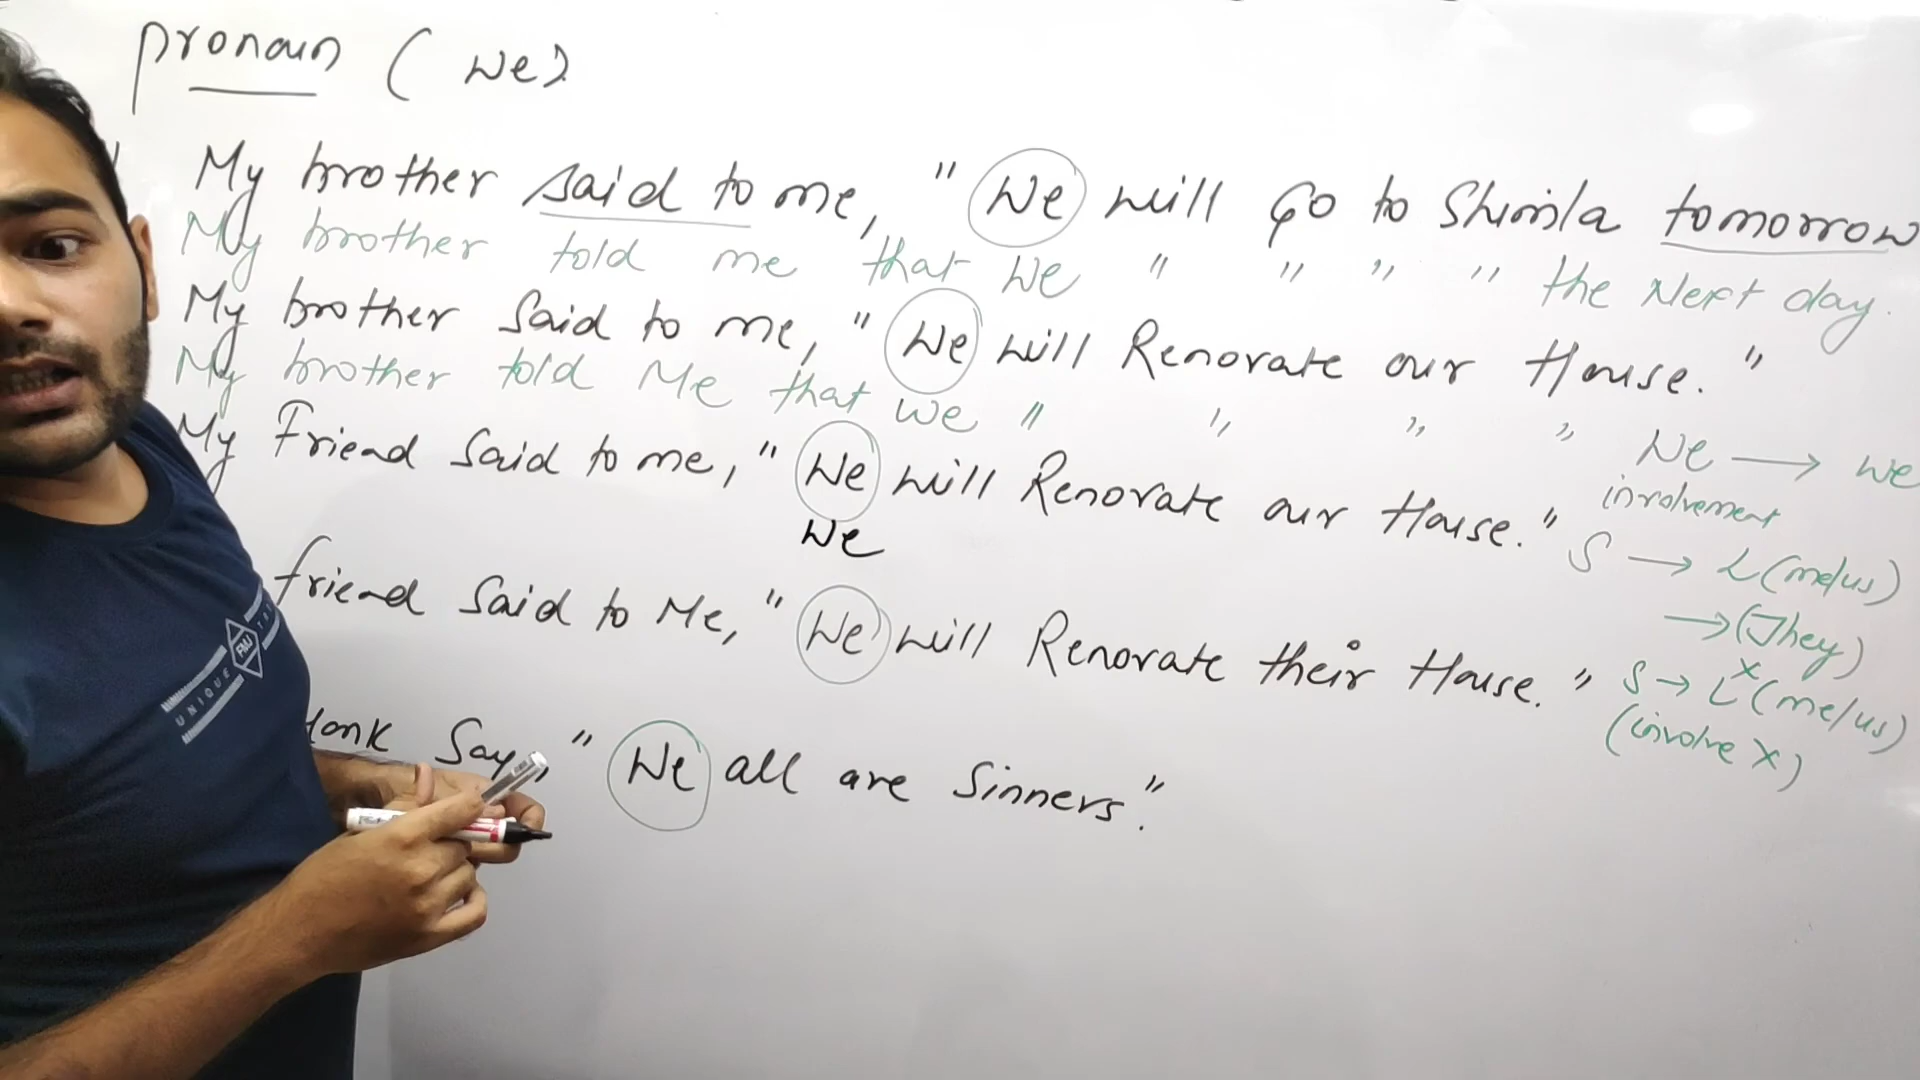 pronoun ( we)
My brother said to me, "We will Go to Shimla tomorrow
My brother told me that We " " " " the Next day.
My brother Said to me, "We will Renovate our House."
My brother told Me that we " " " "
We → we
involvement
My Friend Said to me, "We will Renovate our House."
We
S → L(me/us)
→ (They)
friend Said to Me, "We will Renovate their House."
S → L x (me/us)
(involve X)
Say, "We all are Sinners."
UNIQUE
FMJ